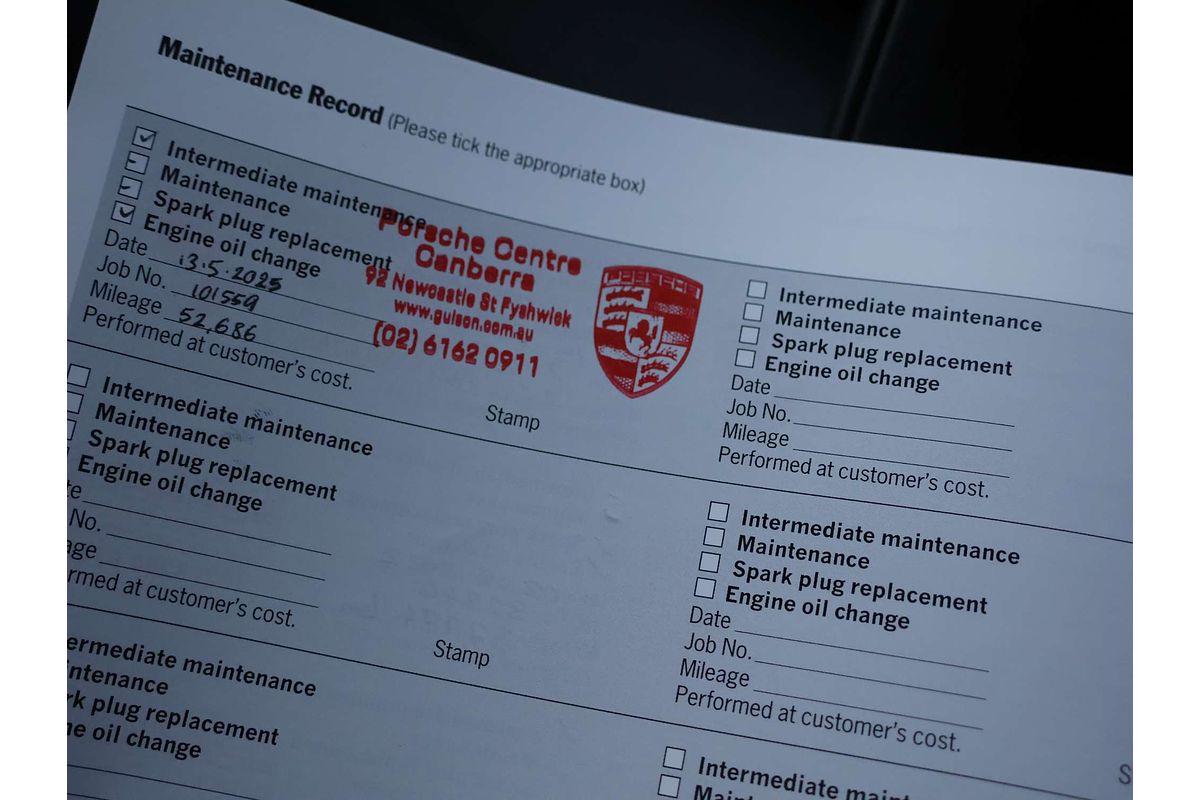 Maintenance Record (Please tick the appropriate box)
Intermediate maintenance
Maintenance
Spark plug replacement
Engine oil change
Date 13.5.2025
Job No. 101559
Mileage 52,686
Performed at customer's cost.
Porsche Centre
Canberra
92 Newcastle St Fyshwick
www.gulson.com.au
(02) 6162 0911
Stamp
Intermediate maintenance
Maintenance
Spark plug replacement
Engine oil change
Date
Job No.
Mileage
Performed at customer's cost.
Intermediate maintenance
Maintenance
Spark plug replacement
Engine oil change
te
No.
age
rmed at customer's cost.
Stamp
Intermediate maintenance
Maintenance
Spark plug replacement
Engine oil change
Date
Job No.
Mileage
Performed at customer's cost.
S
ermediate maintenance
intenance
rk plug replacement
ne oil change
Intermediate main
Maintenance